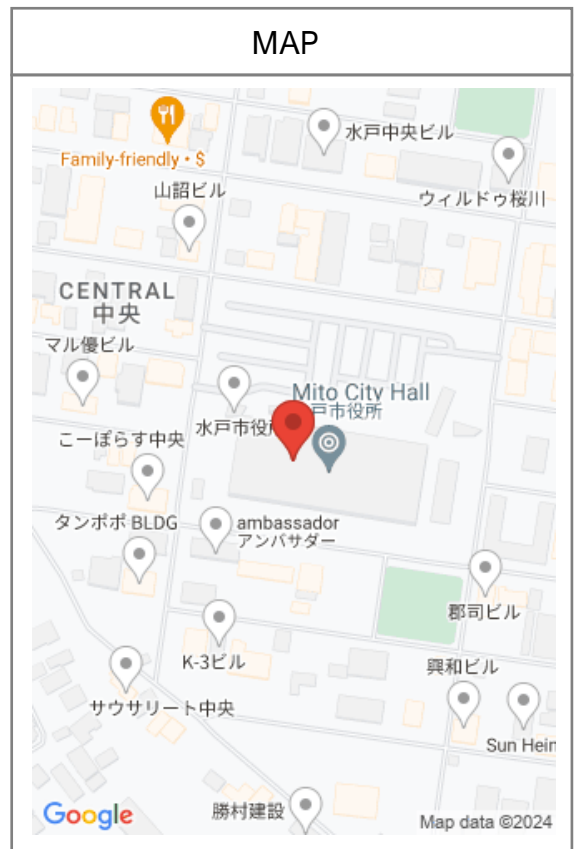 MAP
水戸中央ビル
Family-friendly • $
山詔ビル
ウィルドゥ桜川
CENTRAL
中央
マル優ビル
Mito City Hall
戸市役所
水戸市役
こーぽらす中央
タンポポ BLDG
ambassador
アンバサダー
郡司ビル
K-3ビル
興和ビル
サウサリート中央
Sun Hein
勝村建設
Google
Map data ©2024